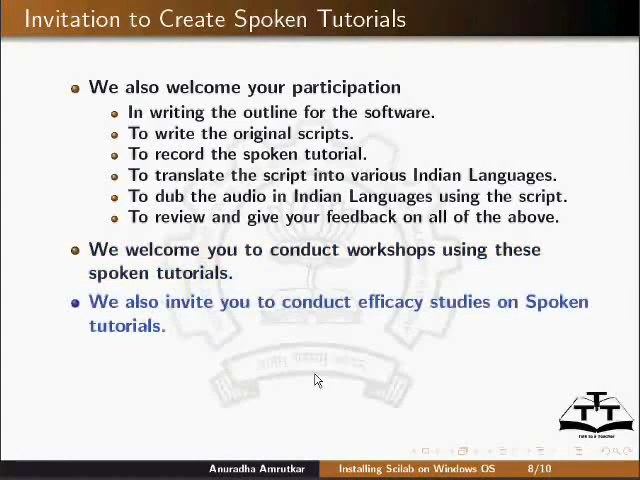 Invitation to Create Spoken Tutorials
We also welcome your participation
In writing the outline for the software.
To write the original scripts.
To record the spoken tutorial.
To translate the script into various Indian Languages.
To dub the audio in Indian Languages using the script.
To review and give your feedback on all of the above.
We welcome you to conduct workshops using these
spoken tutorials.
We also invite you to conduct efficacy studies on Spoken
tutorials.
TTT
Talk to a Teacher
Anuradha Amrutkar Installing Scilab on Windows OS 8/10